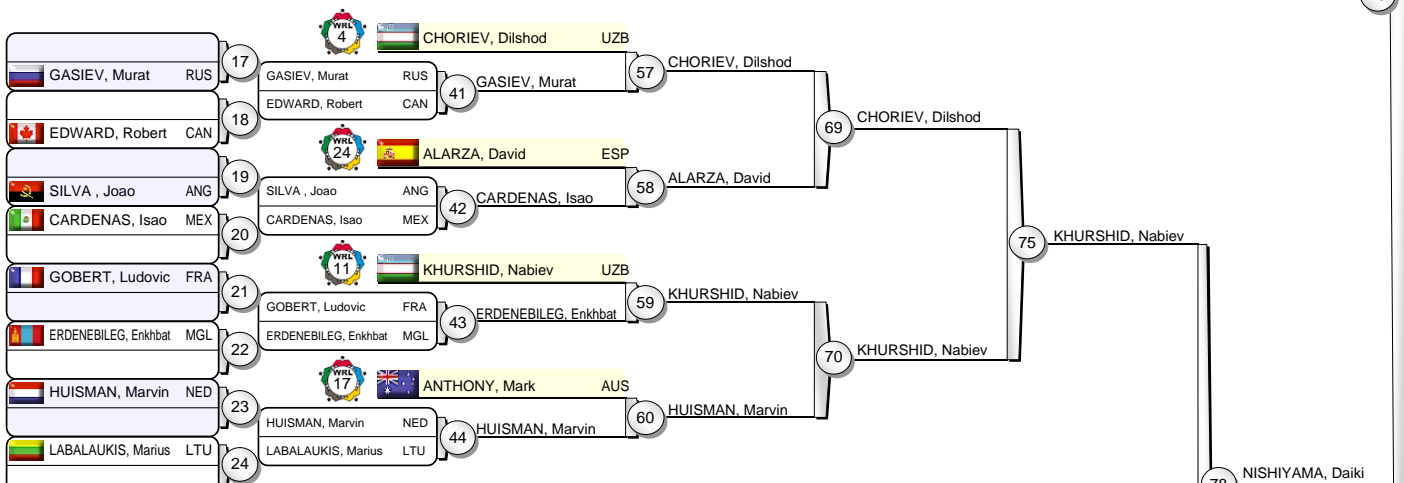 WRL
4
CHORIEV, Dilshod UZB
17
57
CHORIEV, Dilshod
GASIEV, Murat RUS
GASIEV, Murat RUS
41
GASIEV, Murat
EDWARD, Robert CAN
18
69
CHORIEV, Dilshod
EDWARD, Robert CAN
WRL
24
ALARZA, David ESP
19
58
ALARZA, David
SILVA , Joao ANG
SILVA , Joao ANG
42
CARDENAS, Isao
CARDENAS, Isao MEX
CARDENAS, Isao MEX
20
75
KHURSHID, Nabiev
WRL
11
KHURSHID, Nabiev UZB
GOBERT, Ludovic FRA
21
59
KHURSHID, Nabiev
GOBERT, Ludovic FRA
43
ERDENEBILEG, Enkhbat
ERDENEBILEG, Enkhbat MGL
ERDENEBILEG, Enkhbat MGL
22
70
KHURSHID, Nabiev
WRL
17
ANTHONY, Mark AUS
HUISMAN, Marvin NED
23
60
HUISMAN, Marvin
HUISMAN, Marvin NED
44
HUISMAN, Marvin
LABALAUKIS, Marius LTU
LABALAUKIS, Marius LTU
24
78
NISHIYAMA, Daiki